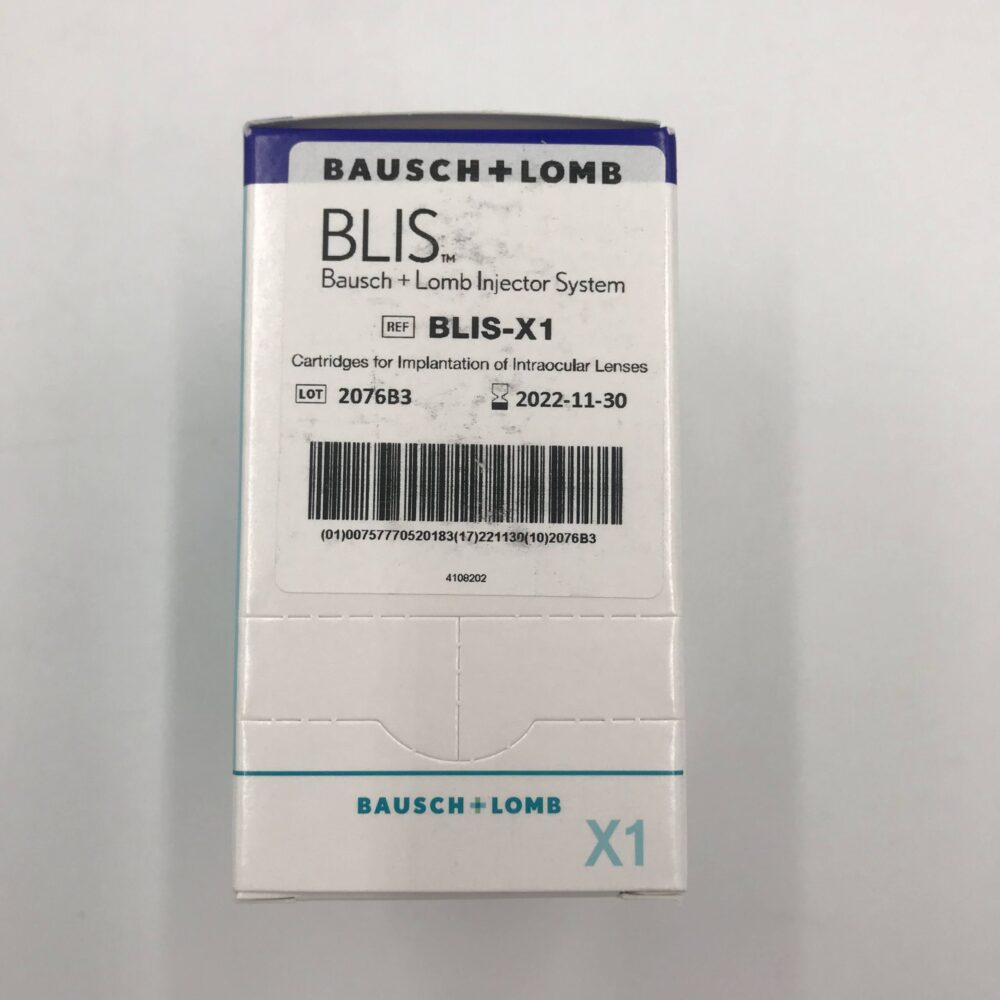 BAUSCH+LOMB
BLIS™
Bausch + Lomb Injector System
REF BLIS-X1
Cartridges for Implantation of Intraocular Lenses
LOT 2076B3 2022-11-30
(01)00757770520183(17)221130(10)2076B3
4108202
BAUSCH+LOMB
X1